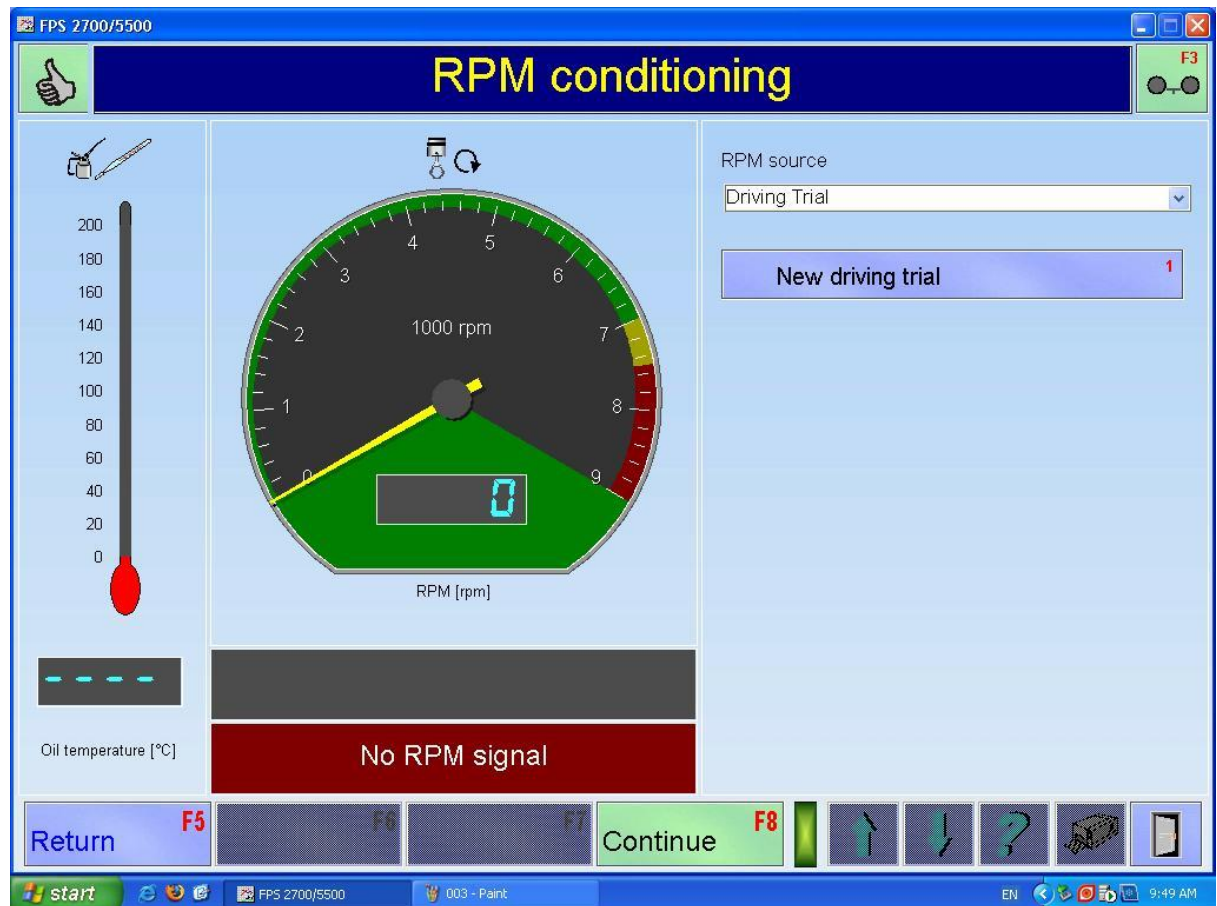 FPS 2700/5500
RPM conditioning
F3
200
180
160
140
120
100
80
60
40
20
0
- - - -
Oil temperature [°C]
0
1
2
3
4
5
6
7
8
9
1000 rpm
0
RPM [rpm]
No RPM signal
RPM source
Driving Trial
New driving trial 1
Return F5
F6
F7
Continue F8
start
FPS 2700/5500
003 - Paint
EN
9:49 AM